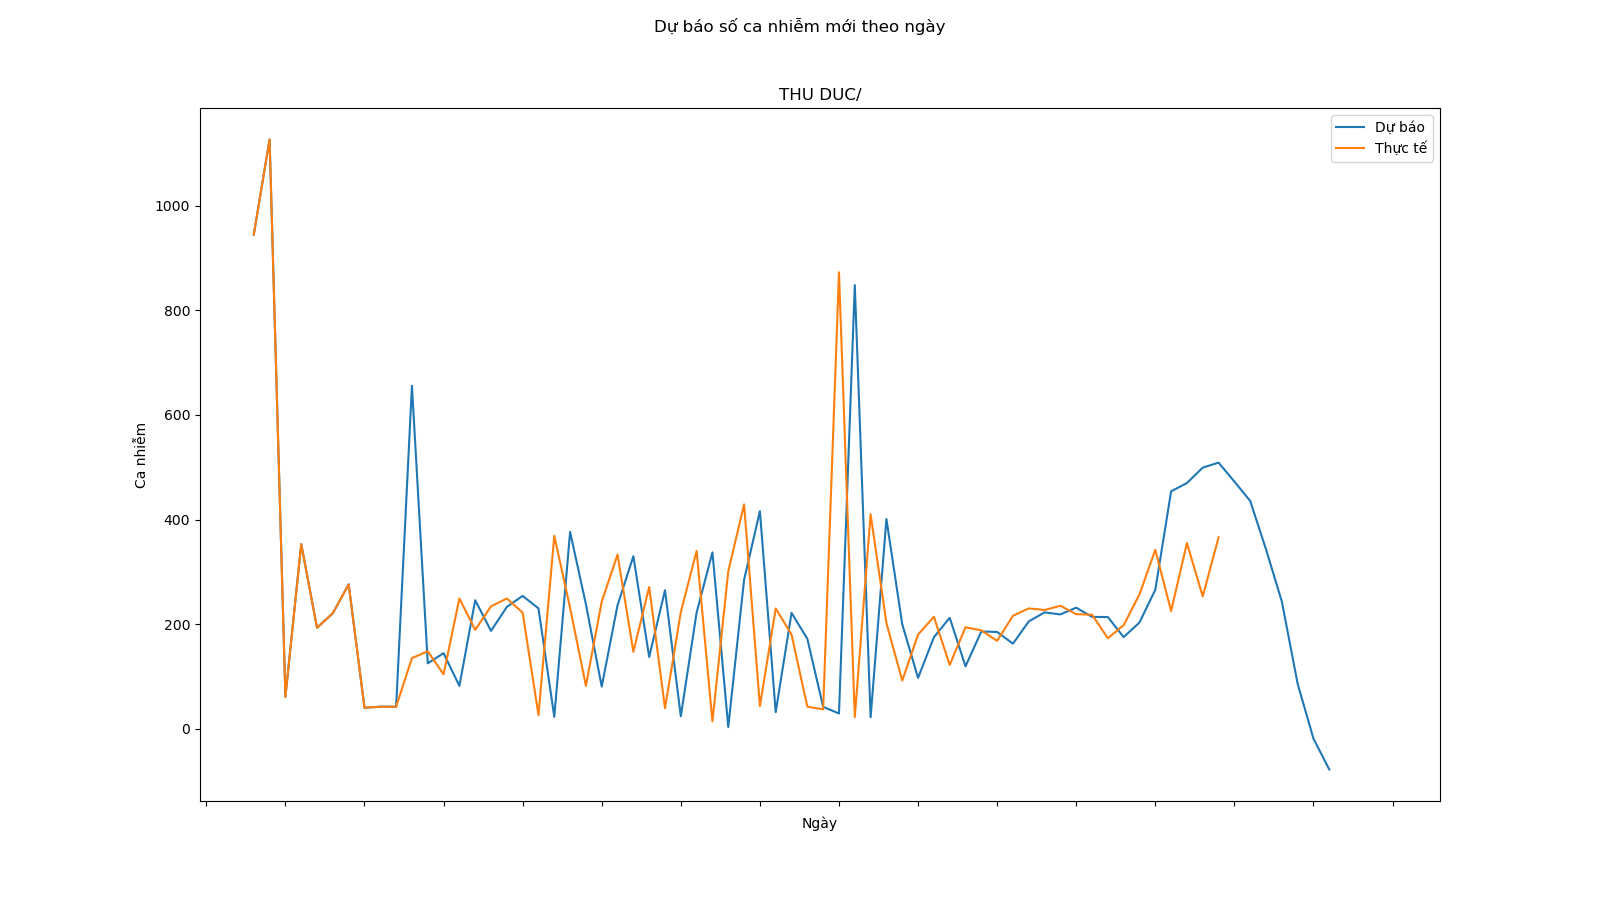 Dự báo số ca nhiễm mới theo ngày
THU DUC/
Dự báo
Thực tế
1000
800
600
400
200
0
Ca nhiễm
Ngày